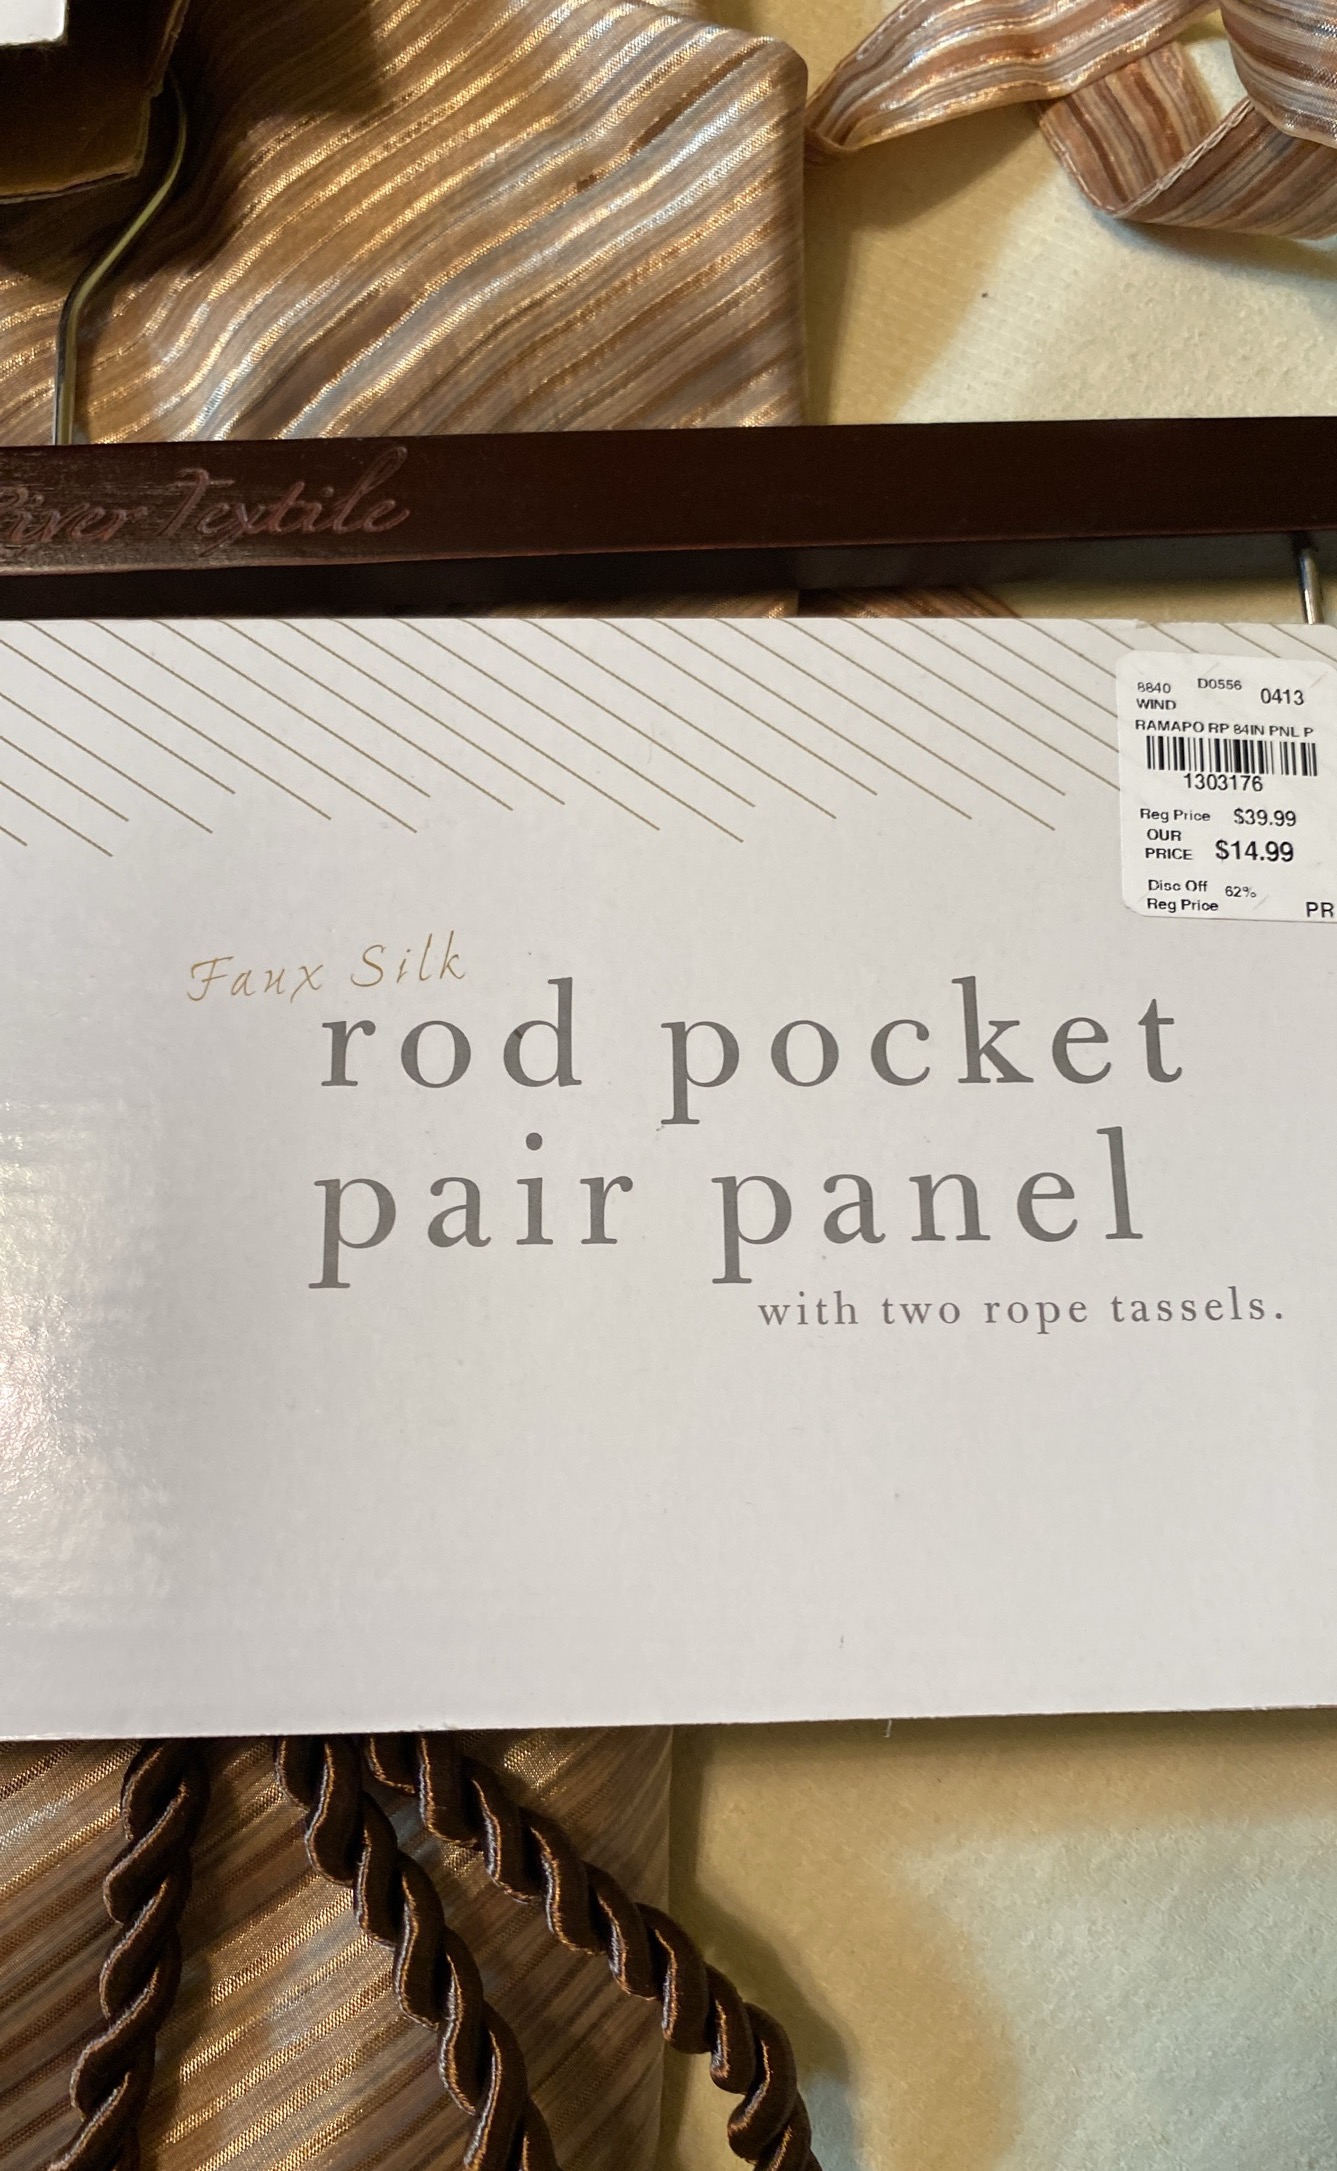 River Textile
8840 D0556 0413
WIND
RAMAPO RP 84IN PNL P
1303176
Reg Price $39.99
OUR
PRICE $14.99
Disc Off 62%
Reg Price
PR
Faux Silk
rod pocket
pair panel
with two rope tassels.